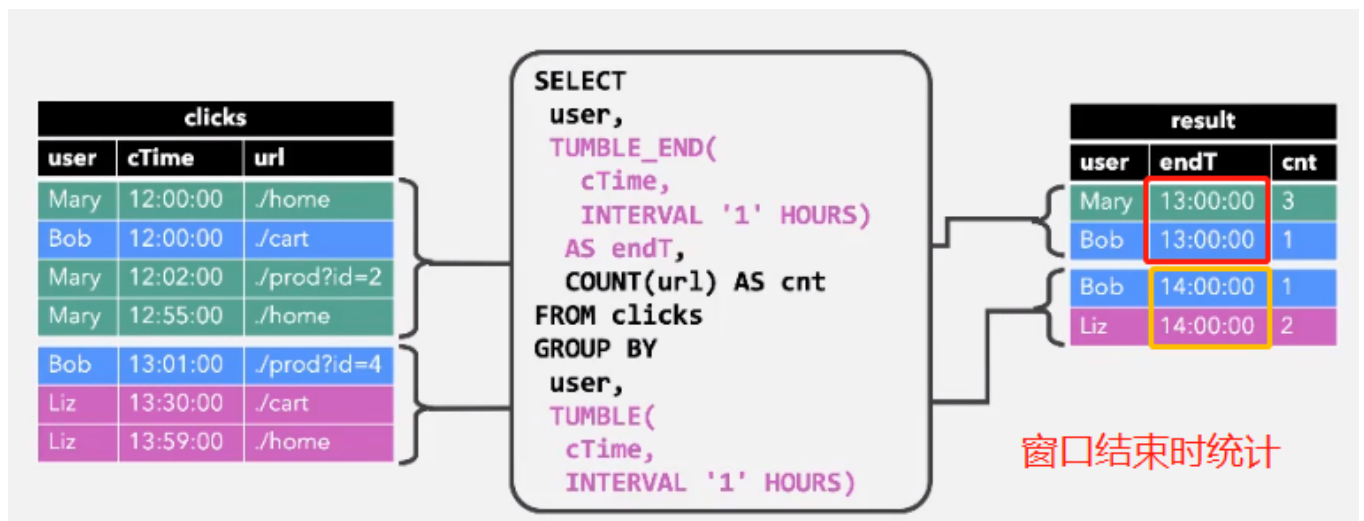 clicks
user cTime url
Mary 12:00:00 ./home
Bob 12:00:00 ./cart
Mary 12:02:00 ./prod?id=2
Mary 12:55:00 ./home
Bob 13:01:00 ./prod?id=4
Liz 13:30:00 ./cart
Liz 13:59:00 ./home
SELECT
user,
TUMBLE_END(
cTime,
INTERVAL '1' HOURS)
AS endT,
COUNT(url) AS cnt
FROM clicks
GROUP BY
user,
TUMBLE(
cTime,
INTERVAL '1' HOURS)
result
user endT cnt
Mary 13:00:00 3
Bob 13:00:00 1
Bob 14:00:00 1
Liz 14:00:00 2
窗口结束时统计